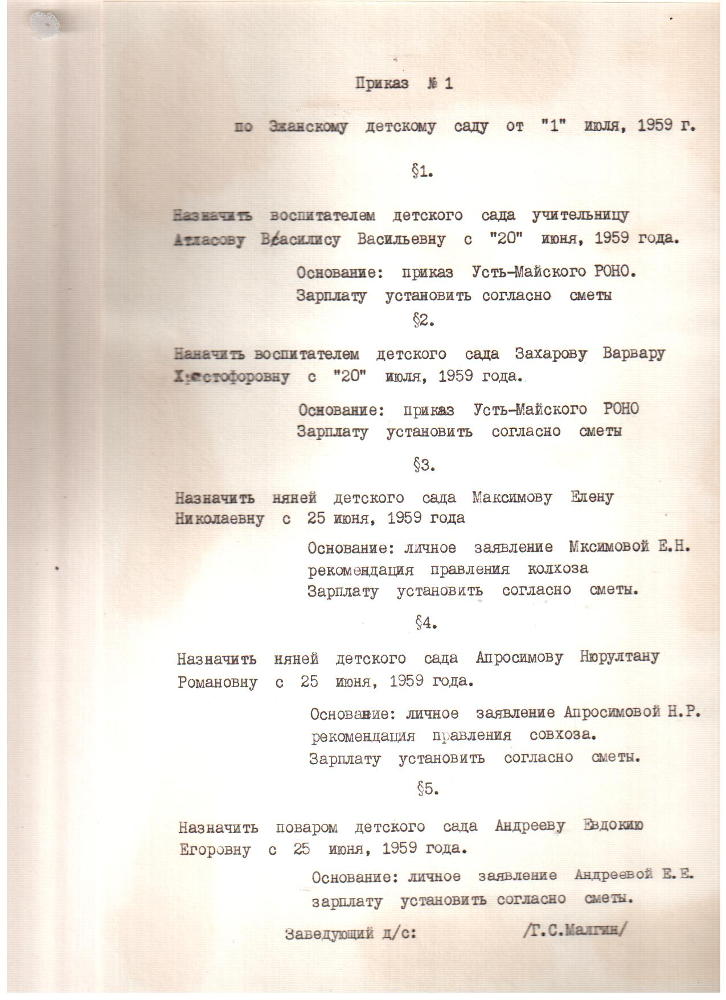 Приказ № 1
по Эжанскому детскому саду от "1" июля, 1959 г.
§1.
Назначить воспитателем детского сада учительницу
Атласову Василису Васильевну с "20" июня, 1959 года.
Основание: приказ Усть-Майского РОНО.
Зарплату установить согласно сметы
§2.
Наначить воспитателем детского сада Захарову Варвару
Христофоровну с "20" июля, 1959 года.
Основание: приказ Усть-Майского РОНО
Зарплату установить согласно сметы
§3.
Назначить няней детского сада Максимову Елену
Николаевну с 25 июня, 1959 года
Основание: личное заявление Мксимовой Е.Н.
рекомендация правления колхоза
Зарплату установить согласно сметы.
§4.
Назначить няней детского сада Апросимову Нюрултану
Романовну с 25 июня, 1959 года.
Основание: личное заявление Апросимовой Н.Р.
рекомендация правления совхоза.
Зарплату установить согласно сметы.
§5.
Назначить поваром детского сада Андрееву Евдокию
Егоровну с 25 июня, 1959 года.
Основание: личное заявление Андреевой Е.Е.
зарплату установить согласно сметы.
Заведующий д/с: /Г.С.Малгин/